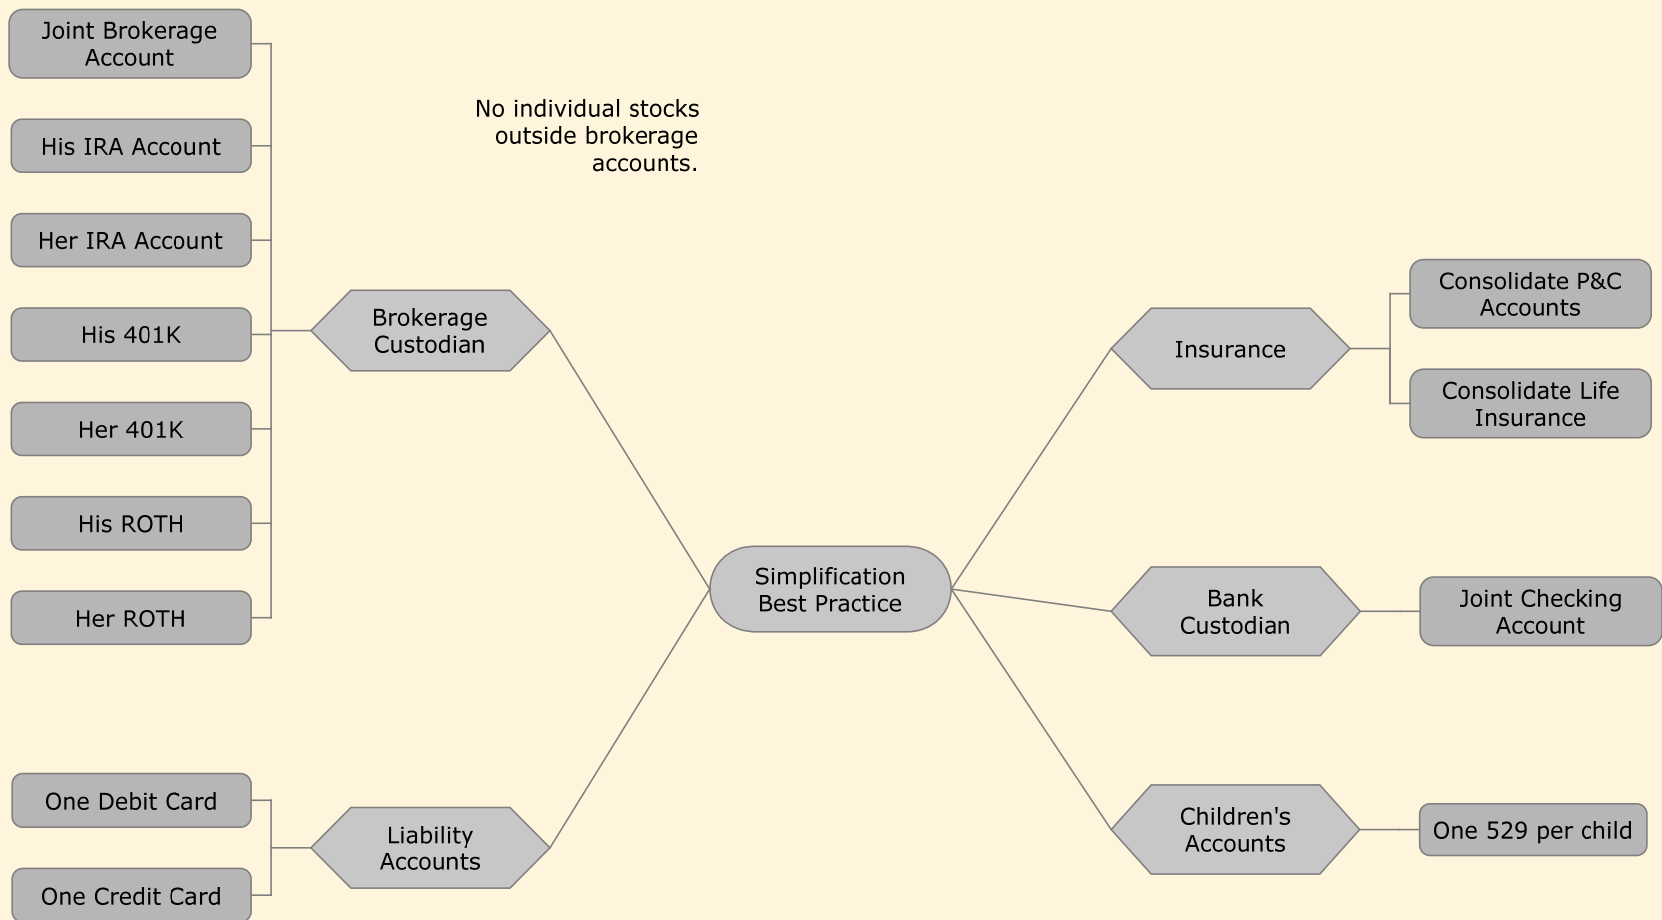 Joint Brokerage
Account
His IRA Account
Her IRA Account
His 401K
Her 401K
His ROTH
Her ROTH
No individual stocks
outside brokerage
accounts.
Brokerage
Custodian
One Debit Card
One Credit Card
Liability
Accounts
Simplification
Best Practice
Insurance
Consolidate P&C
Accounts
Consolidate Life
Insurance
Bank
Custodian
Joint Checking
Account
Children's
Accounts
One 529 per child